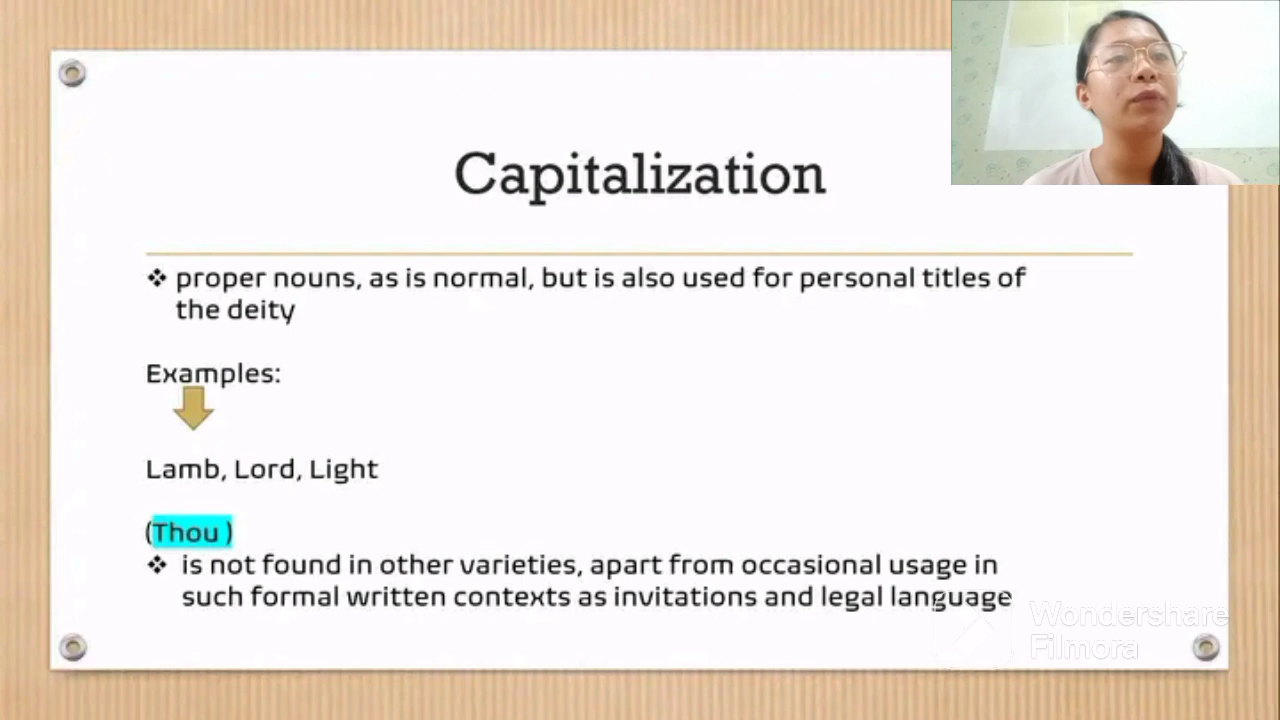 Capitalization
❖ proper nouns, as is normal, but is also used for personal titles of
the deity
Examples:
Lamb, Lord, Light
(Thou )
❖ is not found in other varieties, apart from occasional usage in
such formal written contexts as invitations and legal language
Wondershare
Filmora